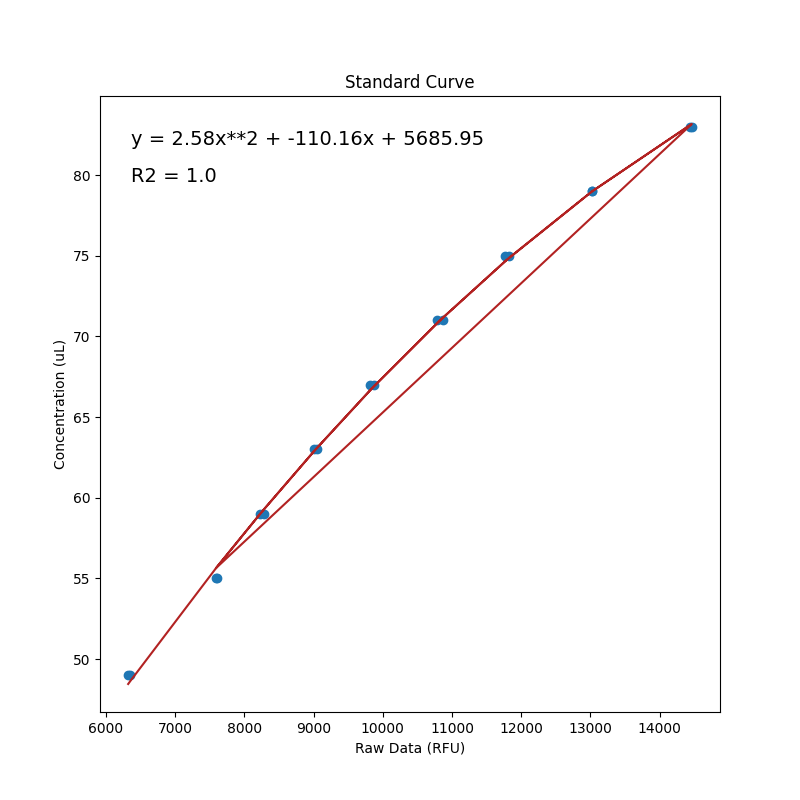 Standard Curve
y = 2.58x**2 + -110.16x + 5685.95
R2 = 1.0
80
75
70
65
60
55
50
Concentration (uL)
6000 7000 8000 9000 10000 11000 12000 13000 14000
Raw Data (RFU)